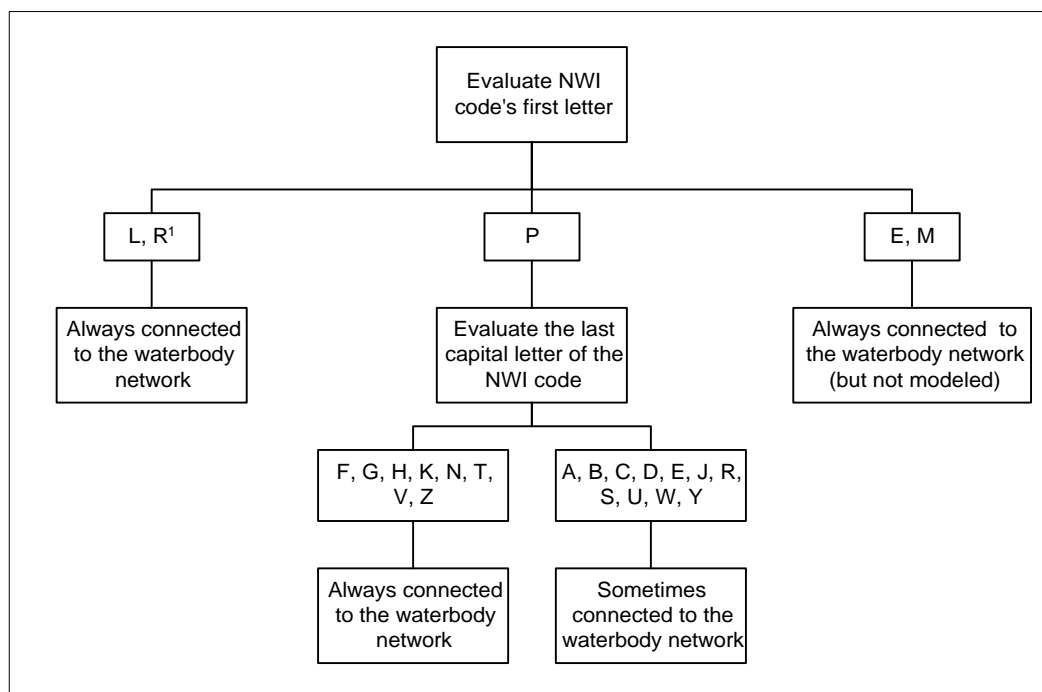 Evaluate NWI
code's first letter
L, R¹
P
E, M
Always connected
to the waterbody
network
Evaluate the last
capital letter of the
NWI code
Always connected to
the waterbody network
(but not modeled)
F, G, H, K, N, T,
V, Z
A, B, C, D, E, J, R,
S, U, W, Y
Always connected
to the waterbody
network
Sometimes
connected to the
waterbody network